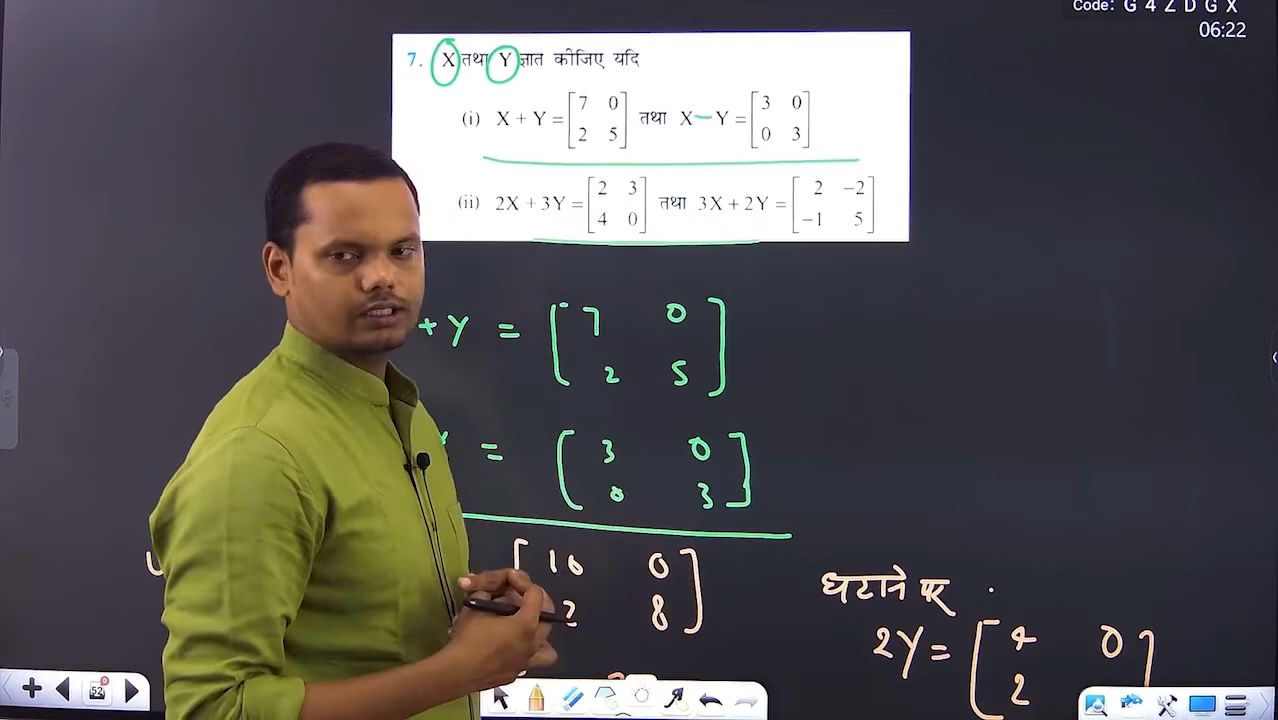 Code: G 4 Z D G X
06:22
7. X तथा Y ज्ञात कीजिए यदि
(i) X + Y = [7 0 2 5] तथा X − Y = [3 0 0 3]
(ii) 2X + 3Y = [2 3 4 0] तथा 3X + 2Y = [2 −2 −1 5]
+ Y = [7 0
2 5]
= [3 0
0 3]
[10 0
2 8]
घटाने पर
2Y = [4 0]
2
52